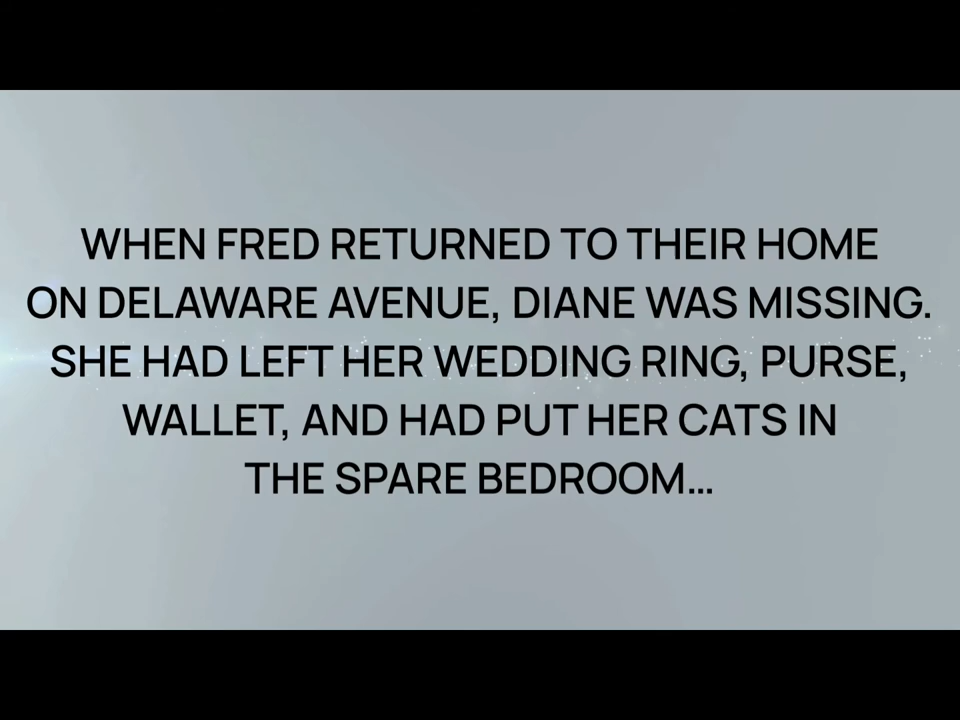 WHEN FRED RETURNED TO THEIR HOME
ON DELAWARE AVENUE, DIANE WAS MISSING.
SHE HAD LEFT HER WEDDING RING, PURSE,
WALLET, AND HAD PUT HER CATS IN
THE SPARE BEDROOM...